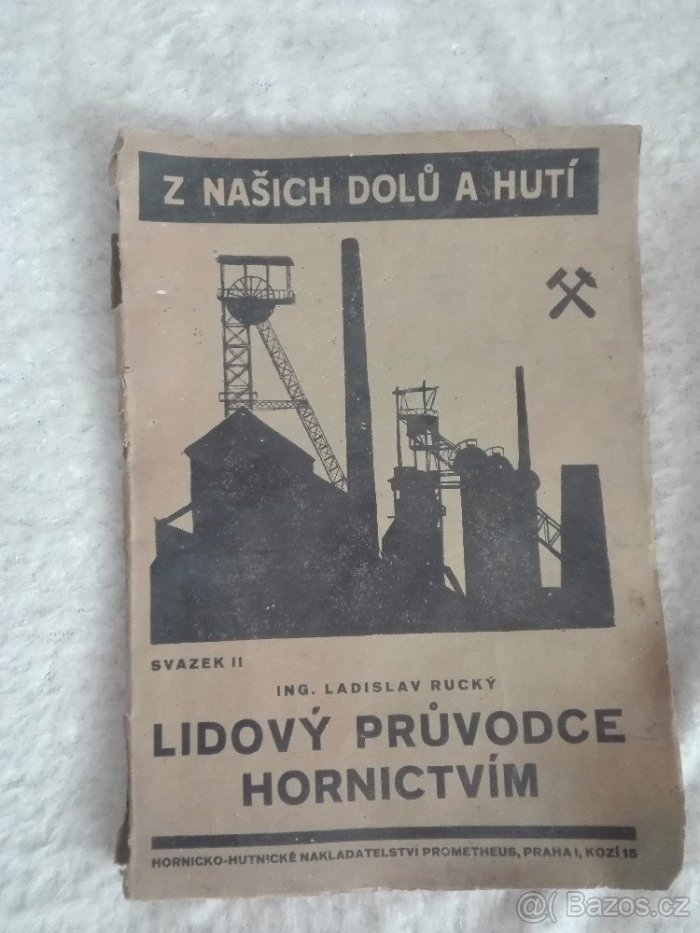 Z NAŠICH DOLŮ A HUTÍ
SVAZEK II
ING. LADISLAV RUCKÝ
LIDOVÝ PRŮVODCE
HORNICTVÍM
HORNICKO-HUTNICKÉ NAKLADATELSTVÍ PROMETHEUS, PRAHA I, KOZÍ 15
@( Bazos.cz